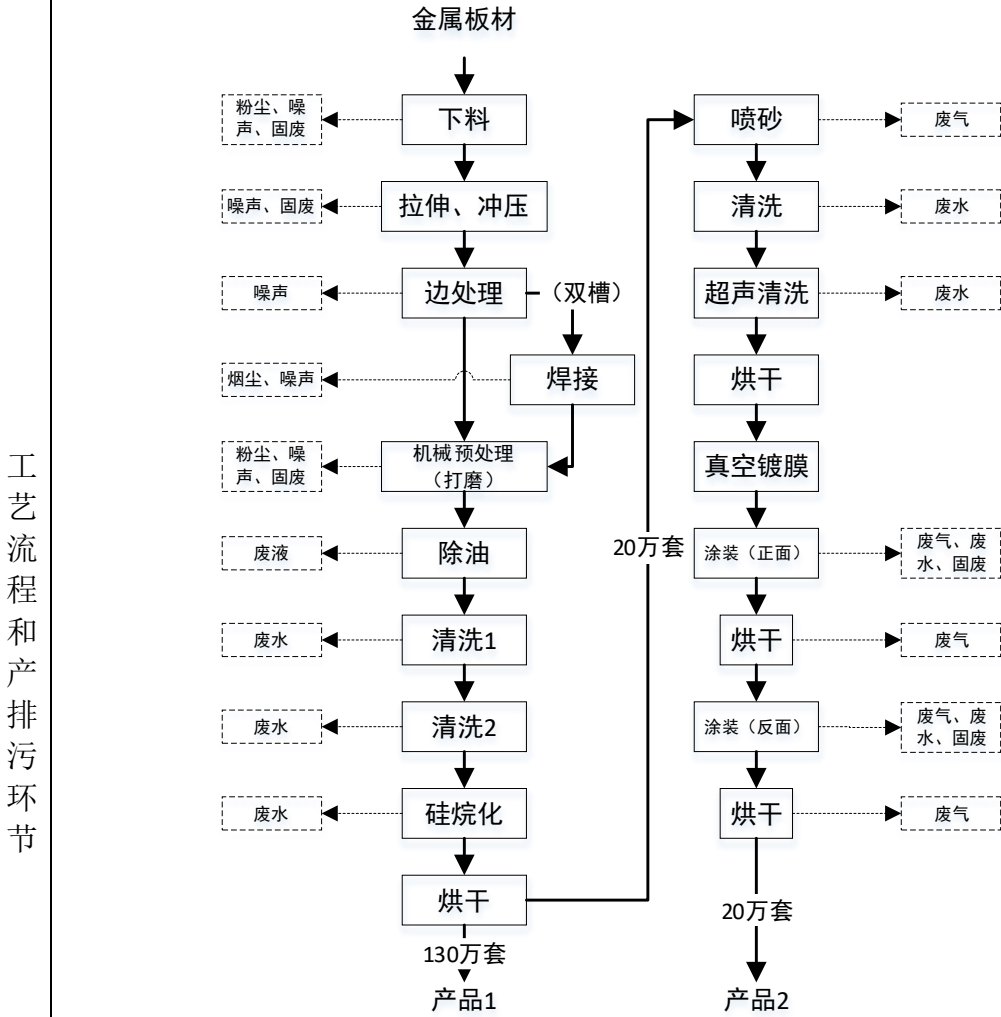 工
艺
流
程
和
产
排
污
环
节
金属板材
粉尘、噪
声、固废
下料
噪声、固废
拉伸、冲压
噪声
边处理
（双槽）
烟尘、噪声
焊接
粉尘、噪
声、固废
机械预处理
（打磨）
废液
除油
废水
清洗1
废水
清洗2
废水
硅烷化
烘干
130万套
产品1
20万套
喷砂
废气
清洗
废水
超声清洗
废水
烘干
真空镀膜
涂装（正面）
废气、废
水、固废
烘干
废气
涂装（反面）
废气、废
水、固废
烘干
废气
20万套
产品2